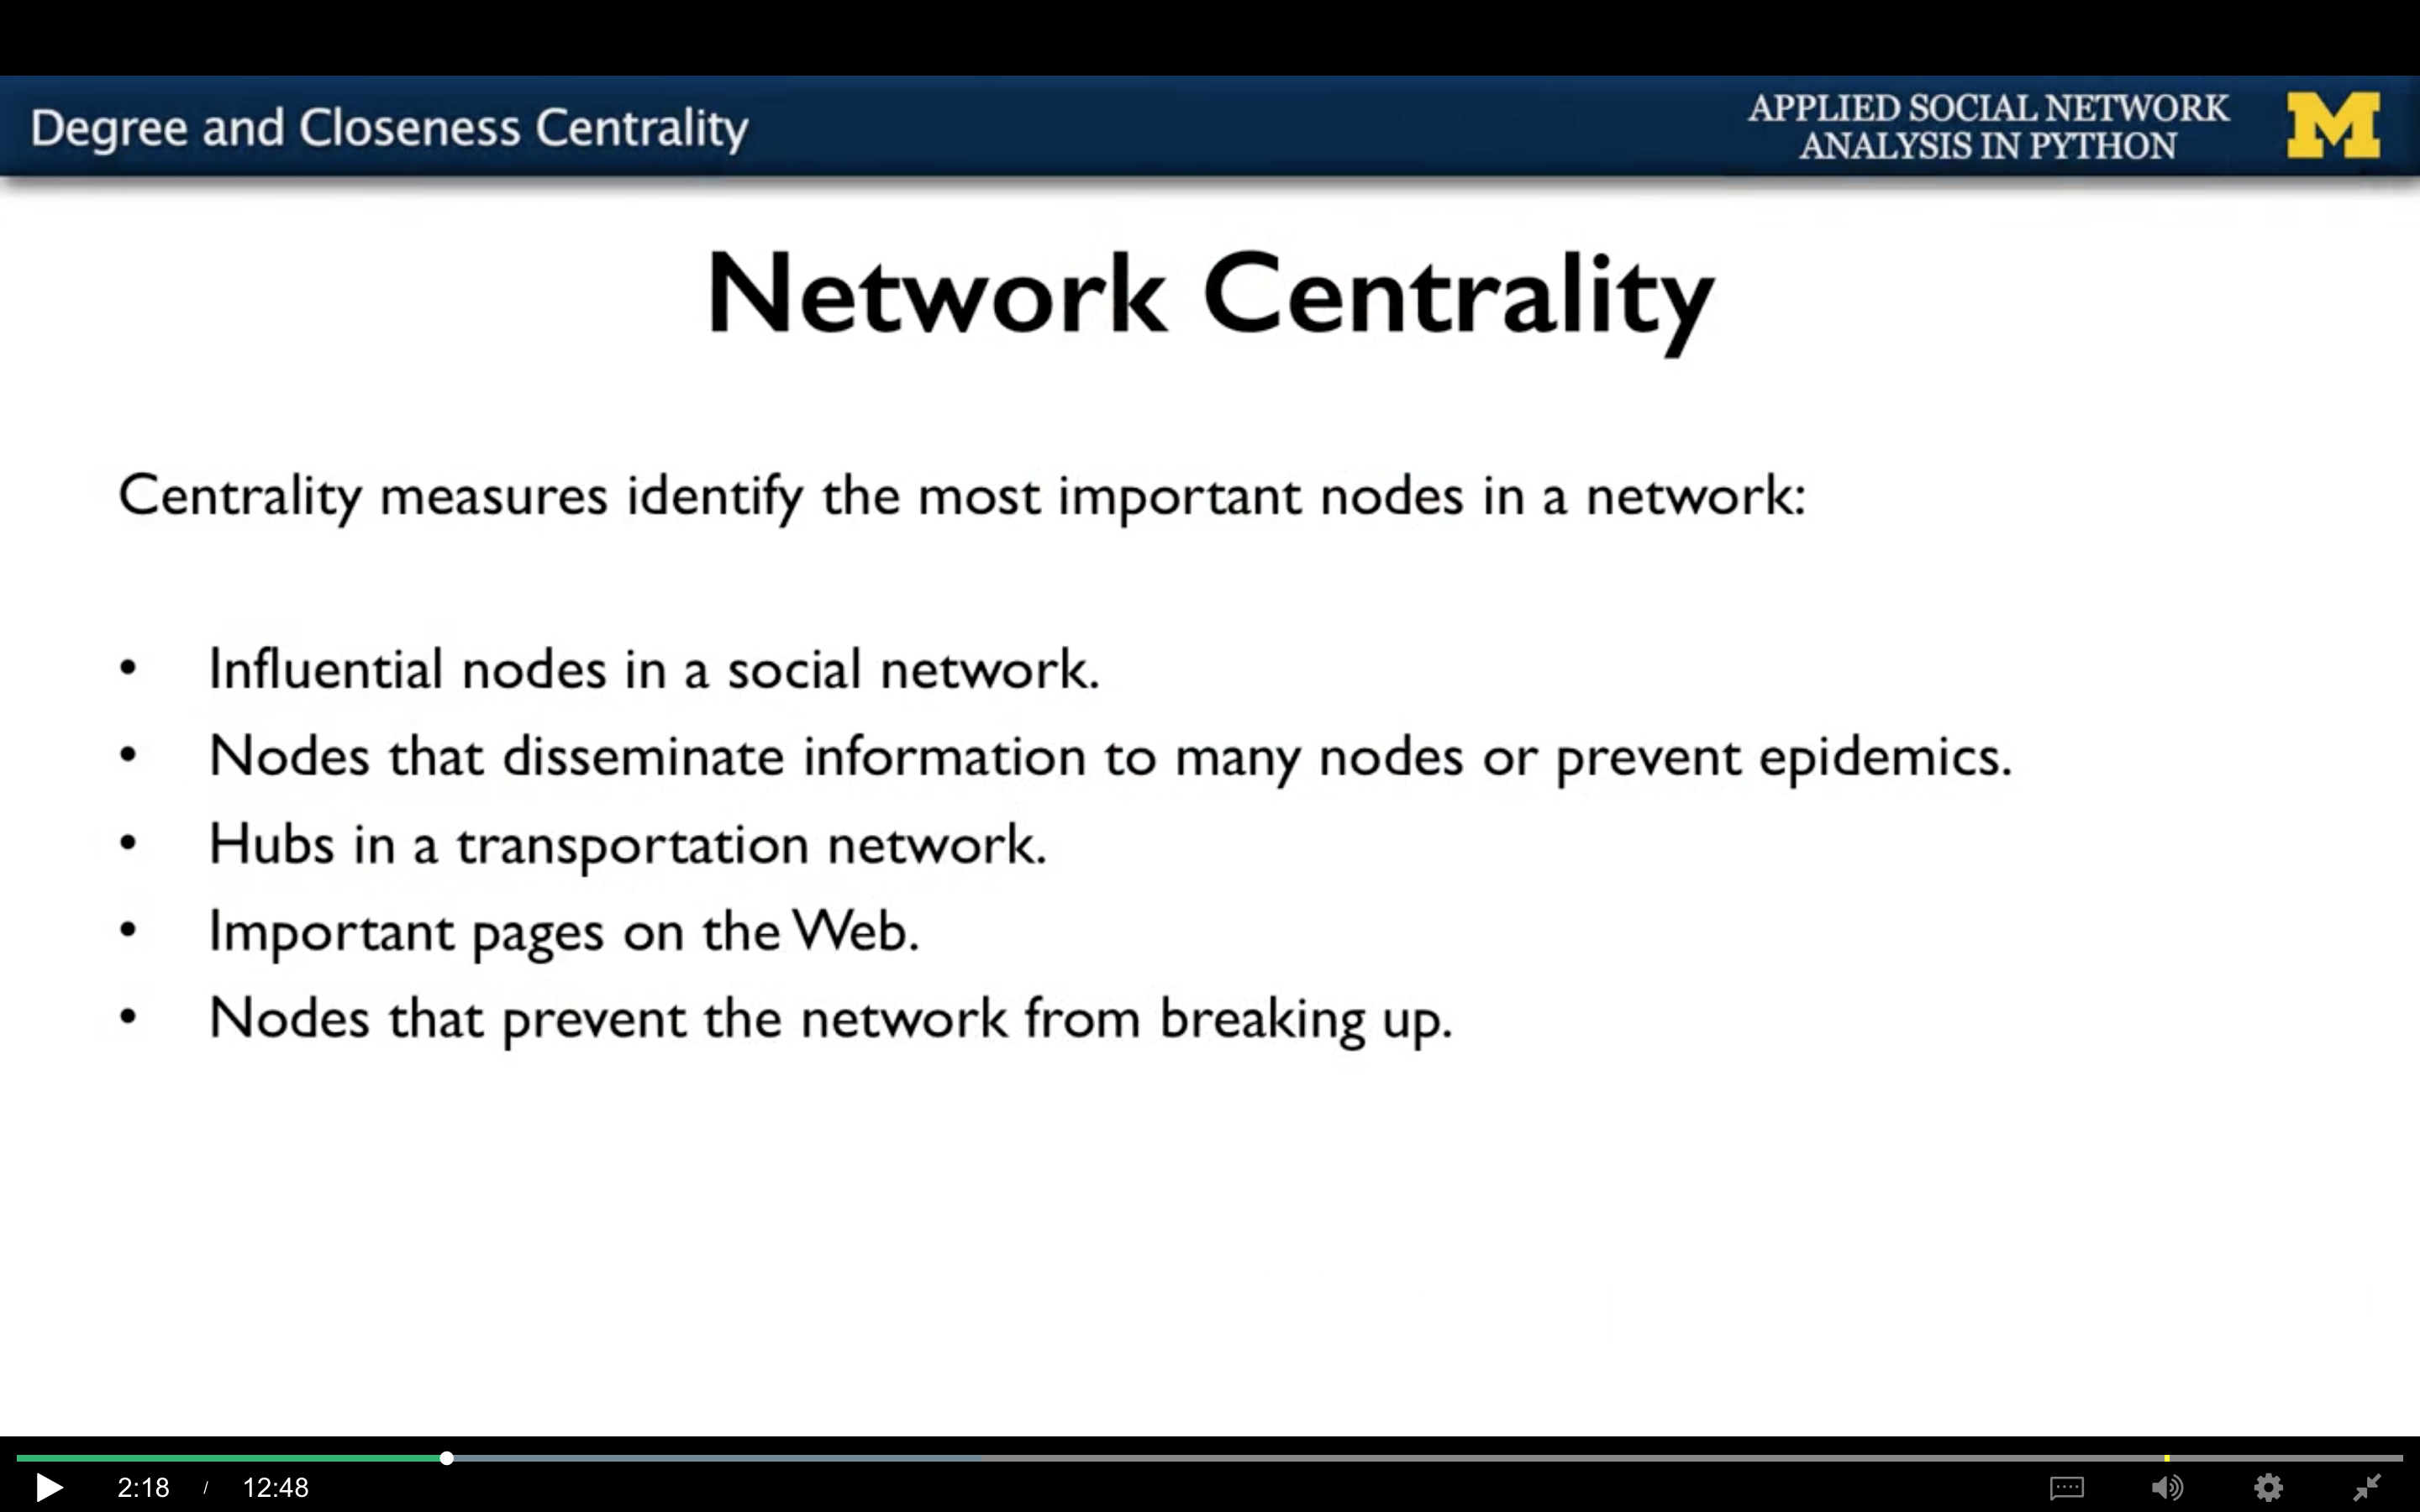 Degree and Closeness Centrality
APPLIED SOCIAL NETWORK
ANALYSIS IN PYTHON
M
Network Centrality
Centrality measures identify the most important nodes in a network:
• Influential nodes in a social network.
• Nodes that disseminate information to many nodes or prevent epidemics.
• Hubs in a transportation network.
• Important pages on the Web.
• Nodes that prevent the network from breaking up.
2:18 / 12:48